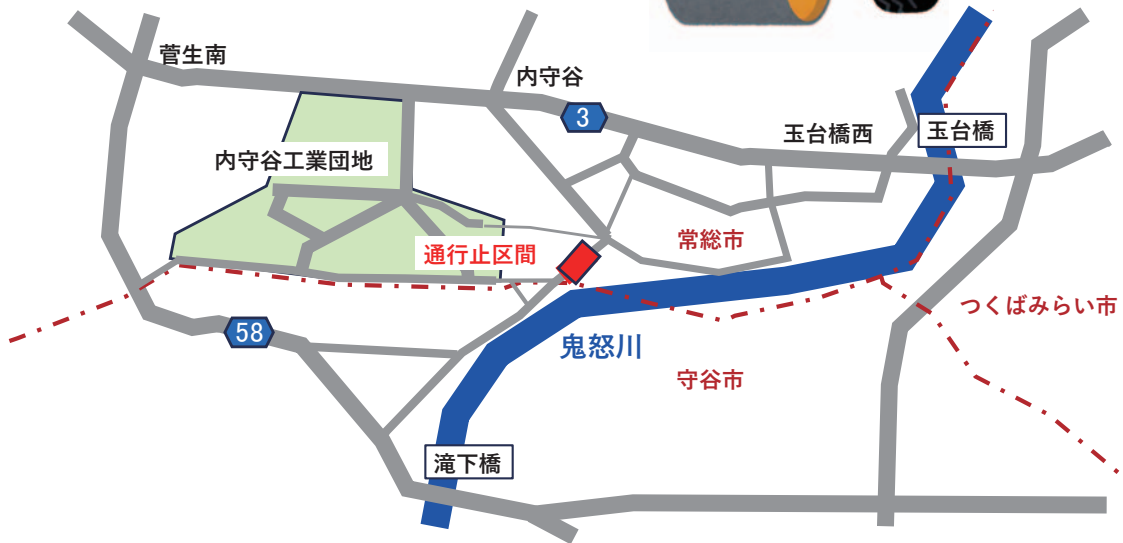 菅生南
内守谷
3
玉台橋西
玉台橋
内守谷工業団地
常総市
通行止区間
つくばみらい市
58
鬼怒川
守谷市
滝下橋